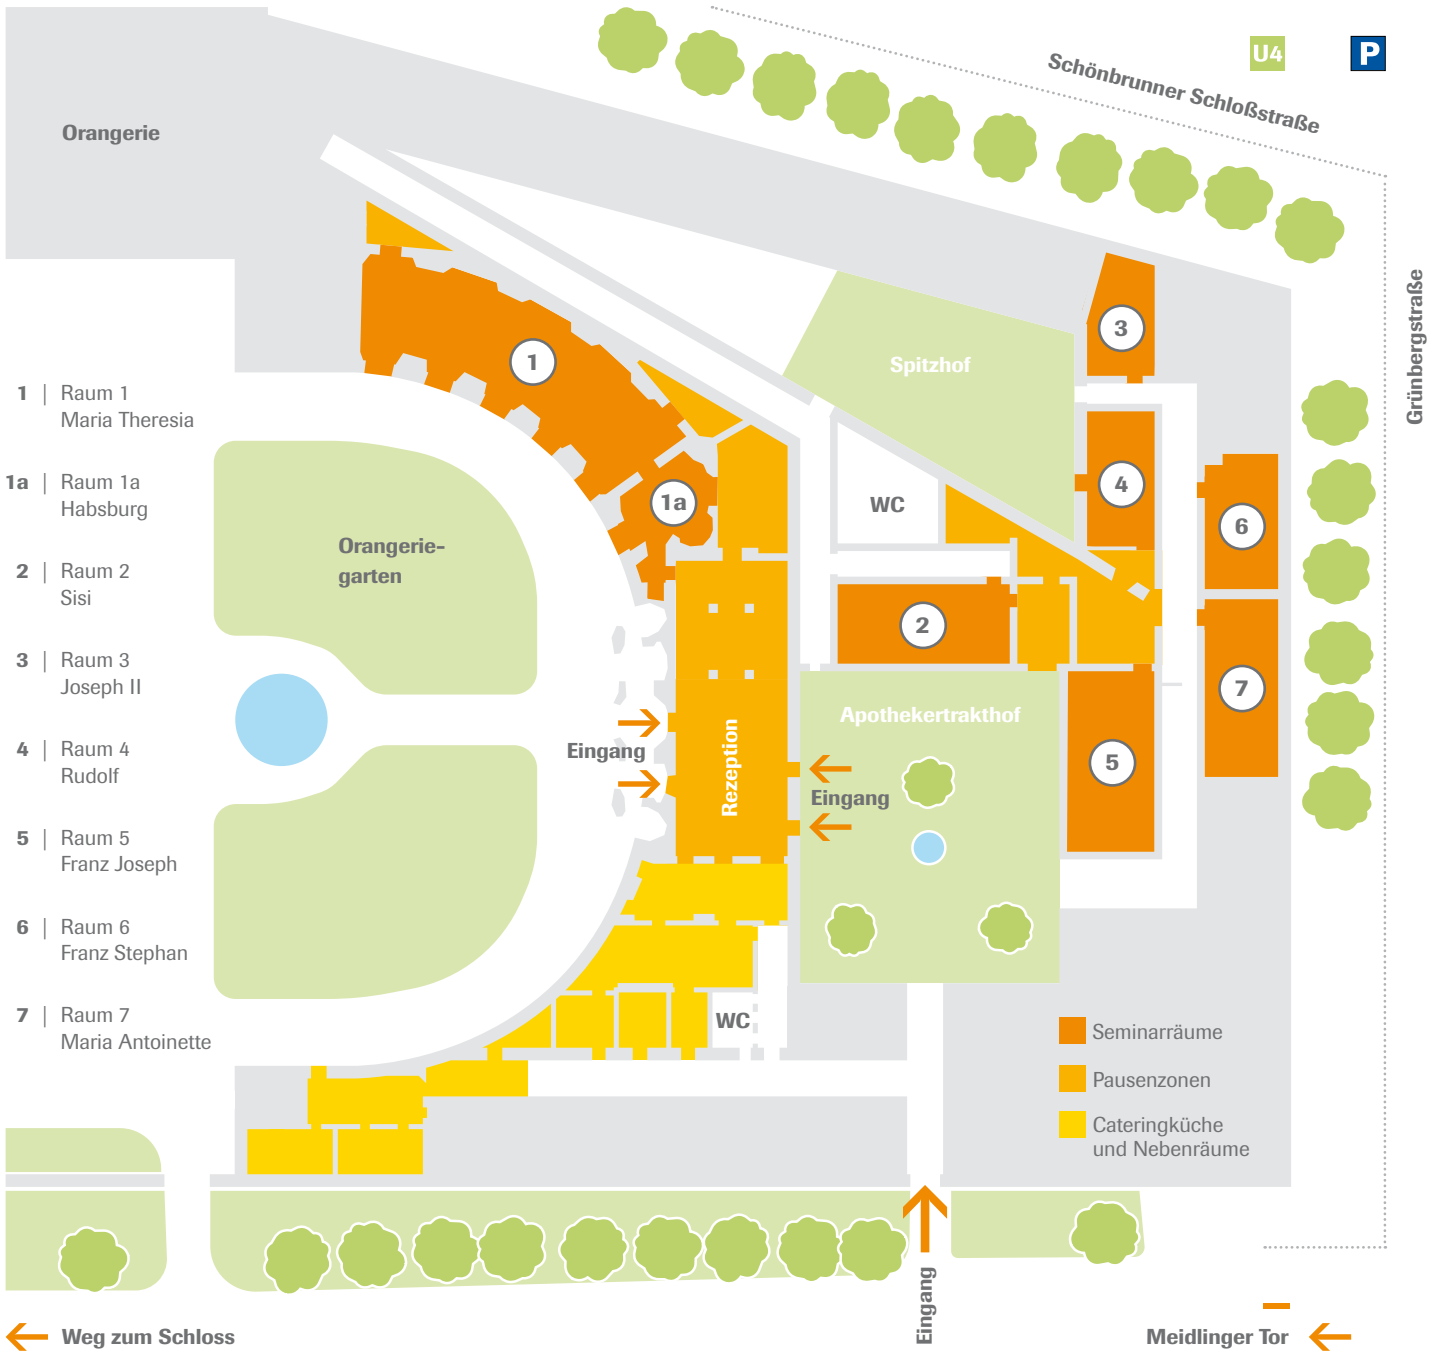 U4
P
Schönbrunner Schloßstraße
Orangerie
Grünbergstraße
3
1
Spitzhof
1 | Raum 1
Maria Theresia
1a | Raum 1a
Habsburg
2 | Raum 2
Sisi
3 | Raum 3
Joseph II
4 | Raum 4
Rudolf
5 | Raum 5
Franz Joseph
6 | Raum 6
Franz Stephan
7 | Raum 7
Maria Antoinette
4
1a
WC
6
Orangerie-
garten
2
7
Apothekertrakthof
Eingang
Rezeption
5
Eingang
WC
Seminarräume
Pausenzonen
Cateringküche
und Nebenräume
Eingang
Weg zum Schloss
Meidlinger Tor